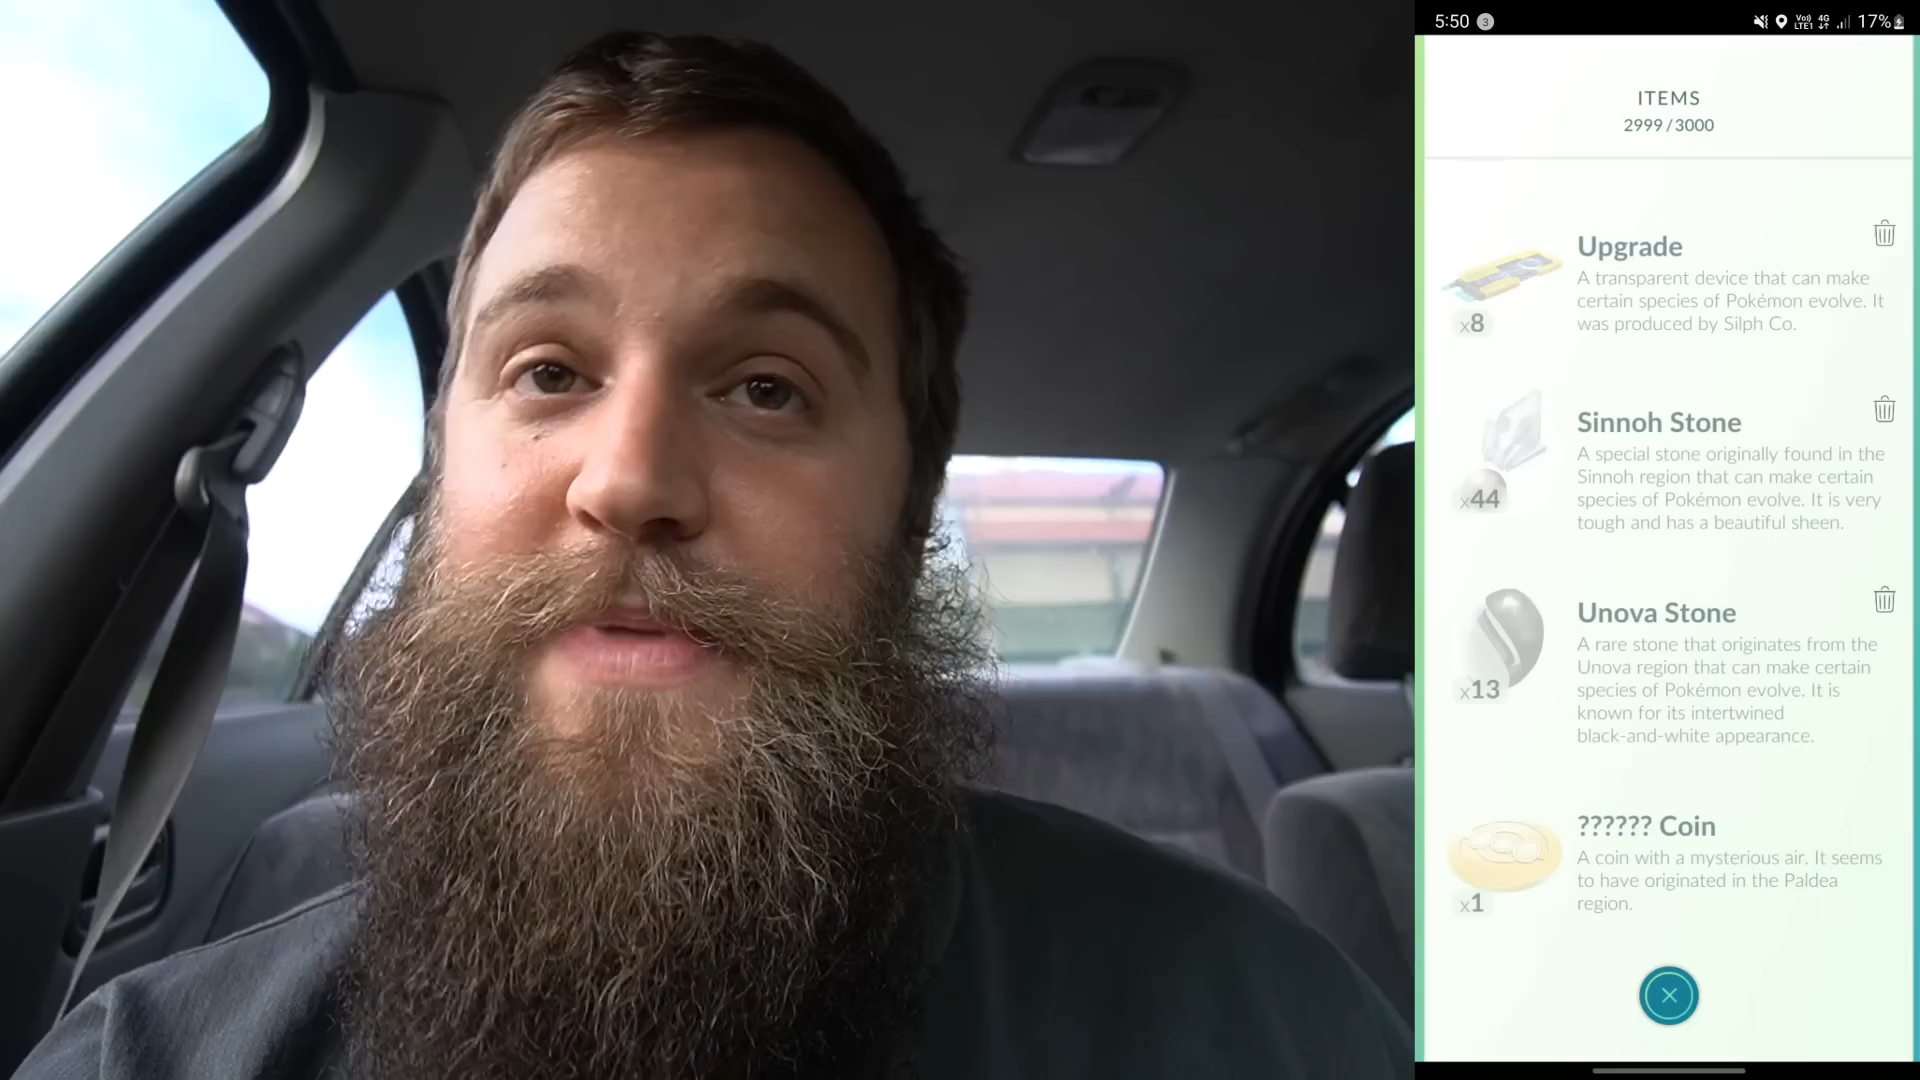 5:50 3 Vo) LTE1 4G 17%
ITEMS
2999/3000
Upgrade
A transparent device that can make
certain species of Pokémon evolve. It
was produced by Silph Co.
x8
Sinnoh Stone
A special stone originally found in the
Sinnoh region that can make certain
species of Pokémon evolve. It is very
tough and has a beautiful sheen.
x44
Unova Stone
A rare stone that originates from the
Unova region that can make certain
species of Pokémon evolve. It is
known for its intertwined
black-and-white appearance.
x13
?????? Coin
A coin with a mysterious air. It seems
to have originated in the Paldea
region.
x1